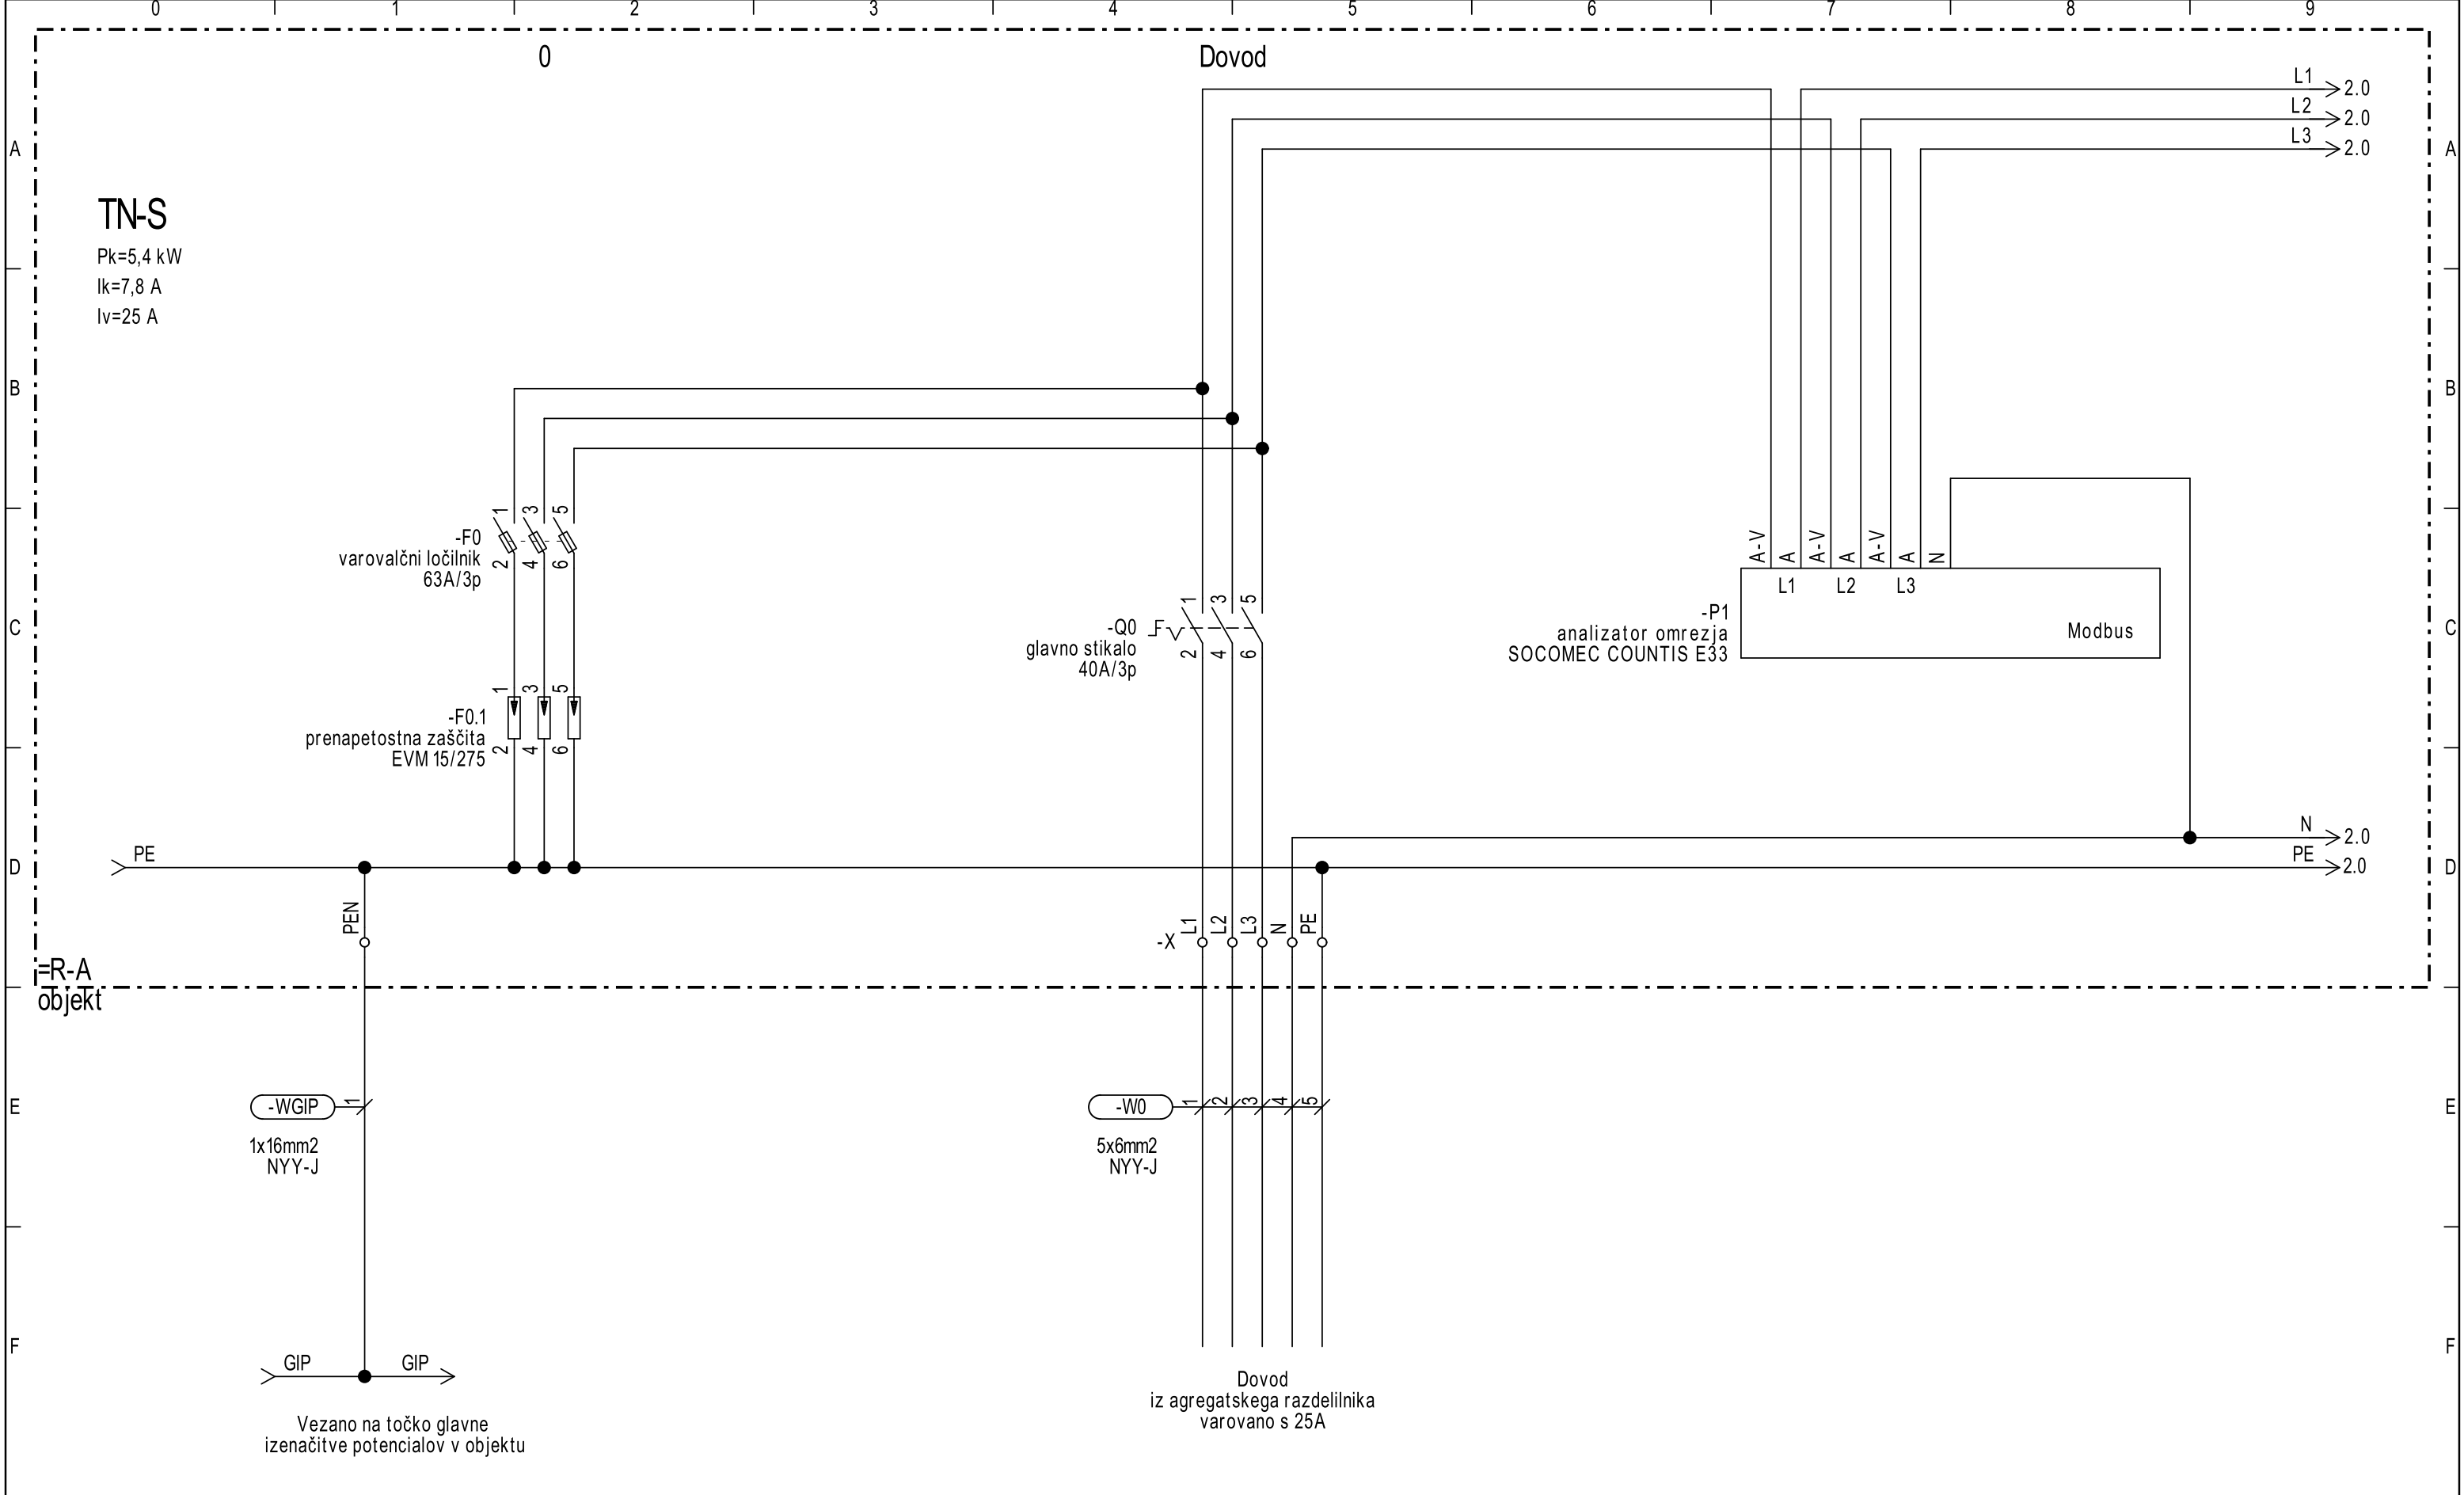 0 1 2 3 4 5 6 7 8 9
0
Dovod
L1 2.0
L2 2.0
L3 2.0
A A
TN-S
Pk=5,4 kW
Ik=7,8 A
Iv=25 A
B B
1 3 5
-F0
varovalčni ločilnik
63A/3p
2 4 6
A-V A A-V A A-V A N
L1 L2 L3
1 3 5
-Q0
glavno stikalo
40A/3p
2 4 6
-P1
analizator omrezja
SOCOMEC COUNTIS E33
Modbus
C C
1 3 5
-F0.1
prenapetostna zaščita
EVM 15/275
2 4 6
N 2.0
PE
PE 2.0
D D
PEN
-X L1 L2 L3 N PE
=R-A
objekt
E E
-WGIP 1
1x16mm2
NYY-J
-W0 1 2 3 4 5
5x6mm2
NYY-J
F F
GIP GIP
Vezano na točko glavne
izenačitve potencialov v objektu
Dovod
iz agregatskega razdelilnika
varovano s 25A